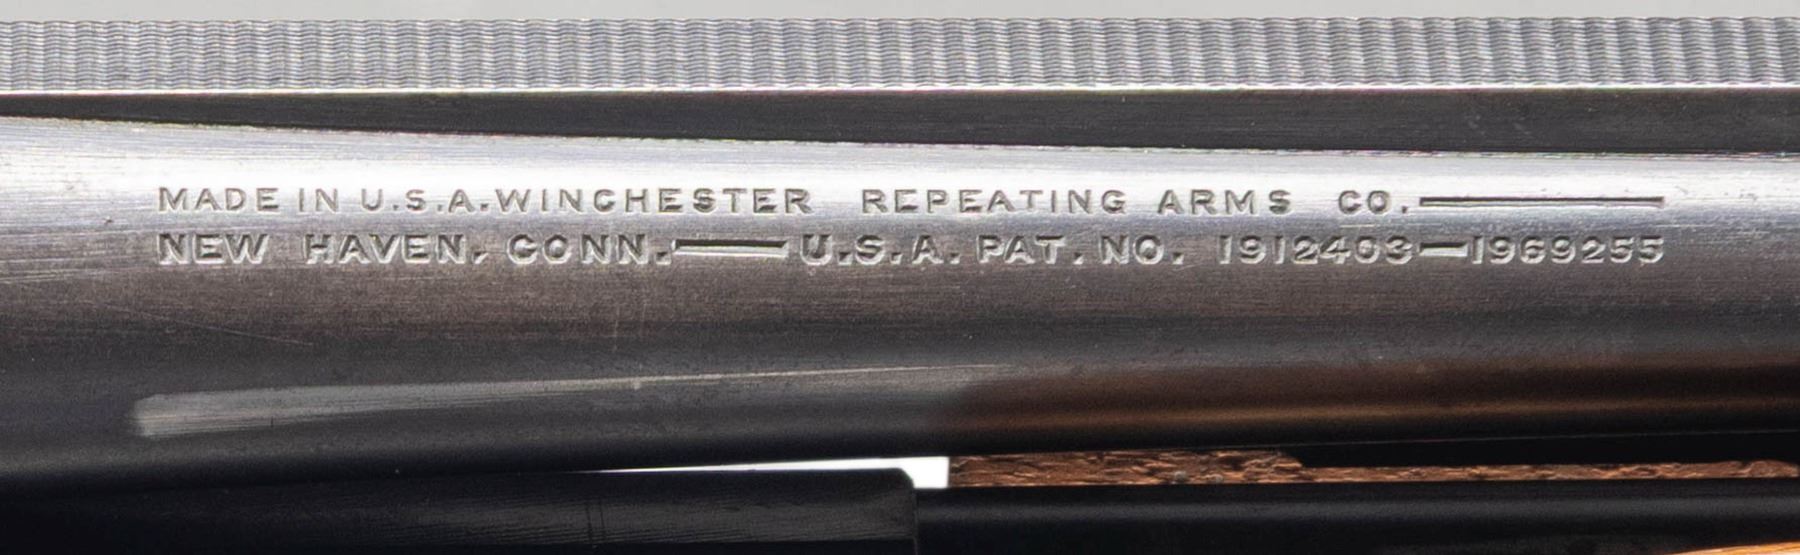 MADE IN U.S.A. WINCHESTER REPEATING ARMS CO.——
NEW HAVEN, CONN.——U.S.A. PAT. NO. 1912403—1969255